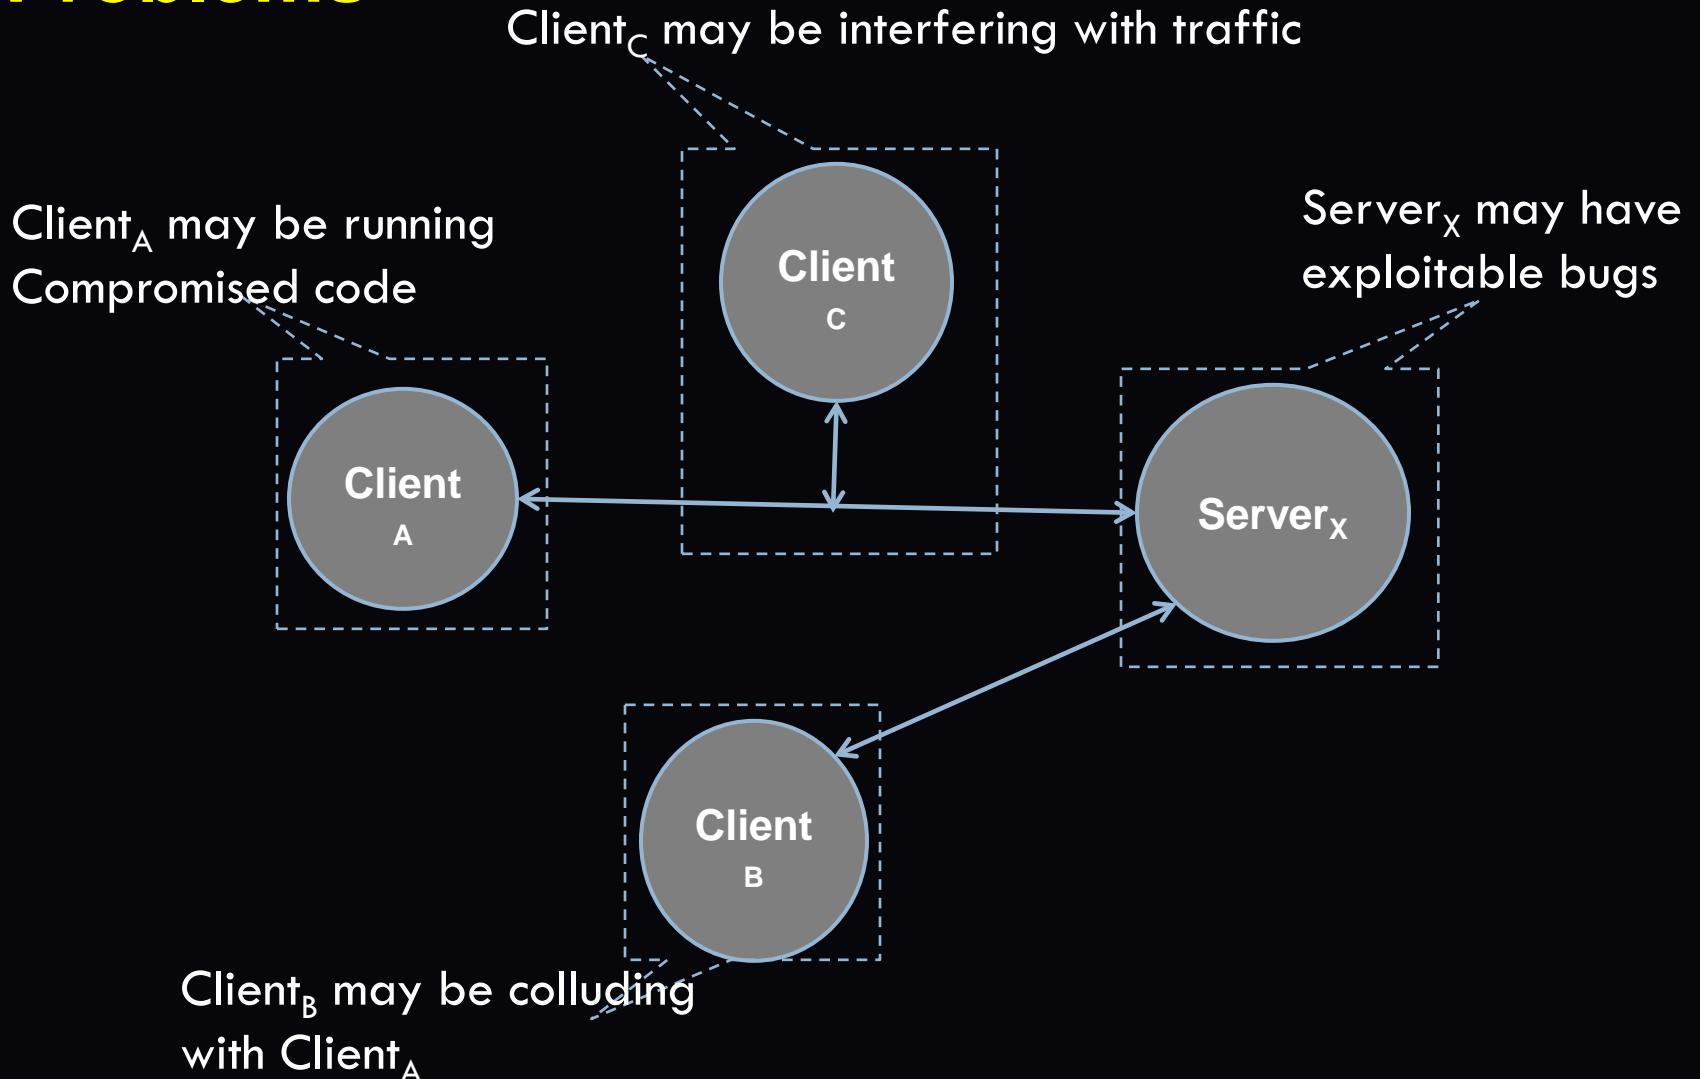 Problems
Client_C may be interfering with traffic
Client_A may be running
Compromised code
Server_X may have
exploitable bugs
Client
C
Client
A
Server_X
Client
B
Client_B may be colluding
with Client_A